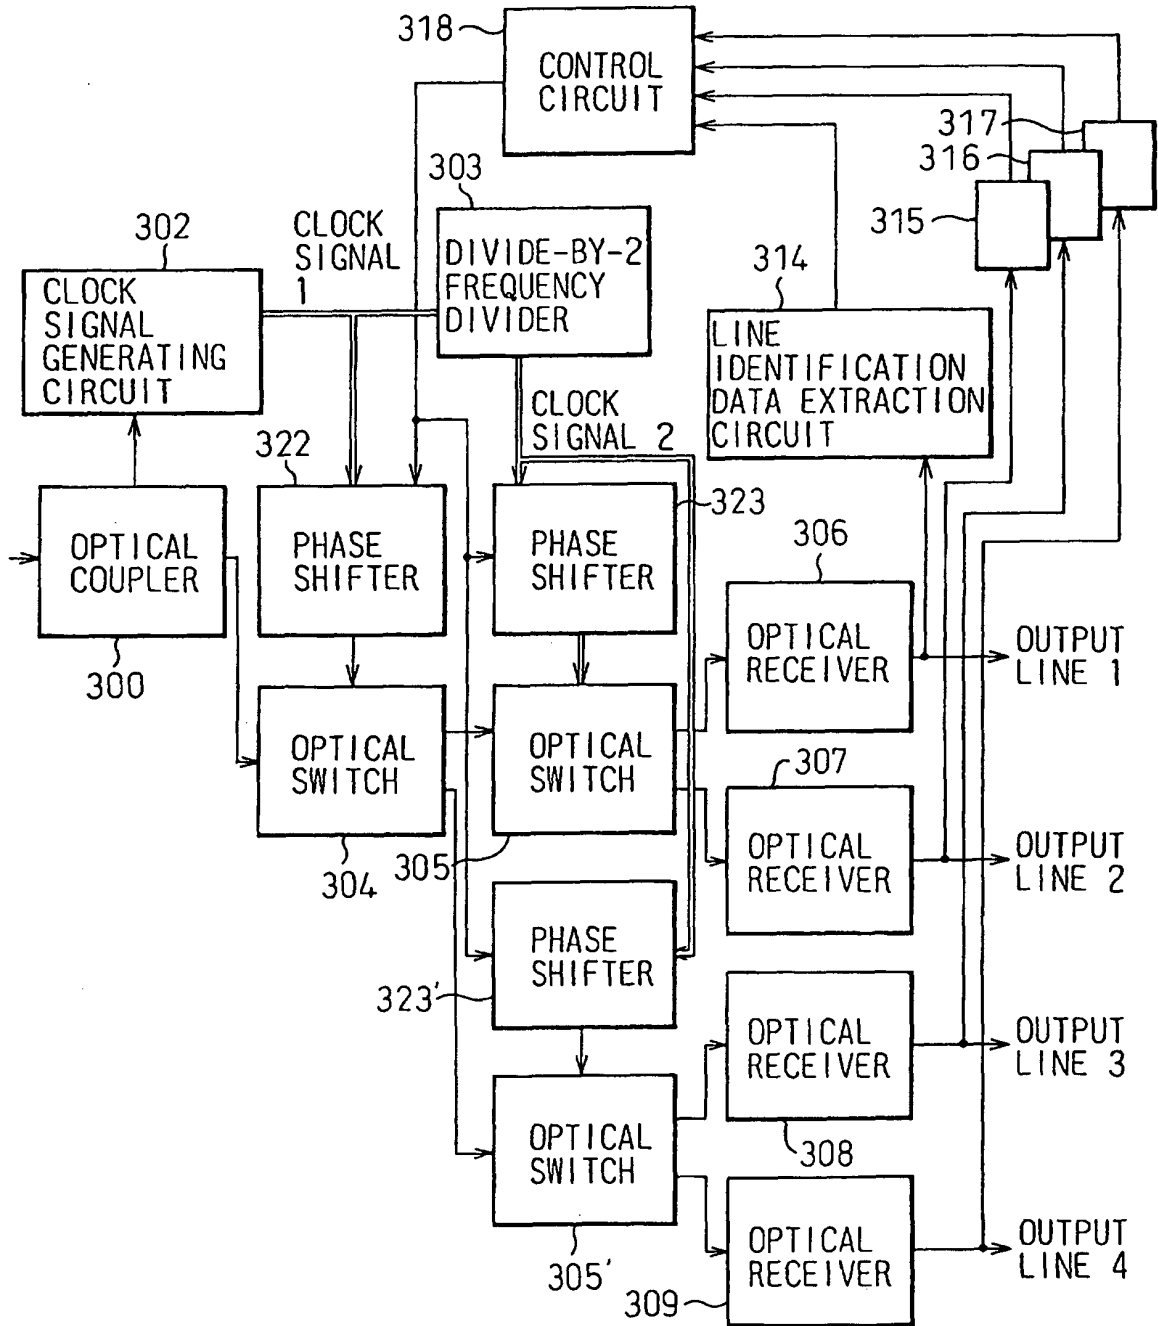 318
CONTROL
CIRCUIT
317
316
315
303
DIVIDE-BY-2
FREQUENCY
DIVIDER
CLOCK
SIGNAL
1
302
CLOCK
SIGNAL
GENERATING
CIRCUIT
314
LINE
IDENTIFICATION
DATA EXTRACTION
CIRCUIT
CLOCK
SIGNAL 2
322
PHASE
SHIFTER
323
PHASE
SHIFTER
OPTICAL
COUPLER
300
306
OPTICAL
RECEIVER
OUTPUT
LINE 1
OPTICAL
SWITCH
304
OPTICAL
SWITCH
305
307
OPTICAL
RECEIVER
OUTPUT
LINE 2
PHASE
SHIFTER
323'
OPTICAL
RECEIVER
308
OUTPUT
LINE 3
OPTICAL
SWITCH
305'
OPTICAL
RECEIVER
309
OUTPUT
LINE 4